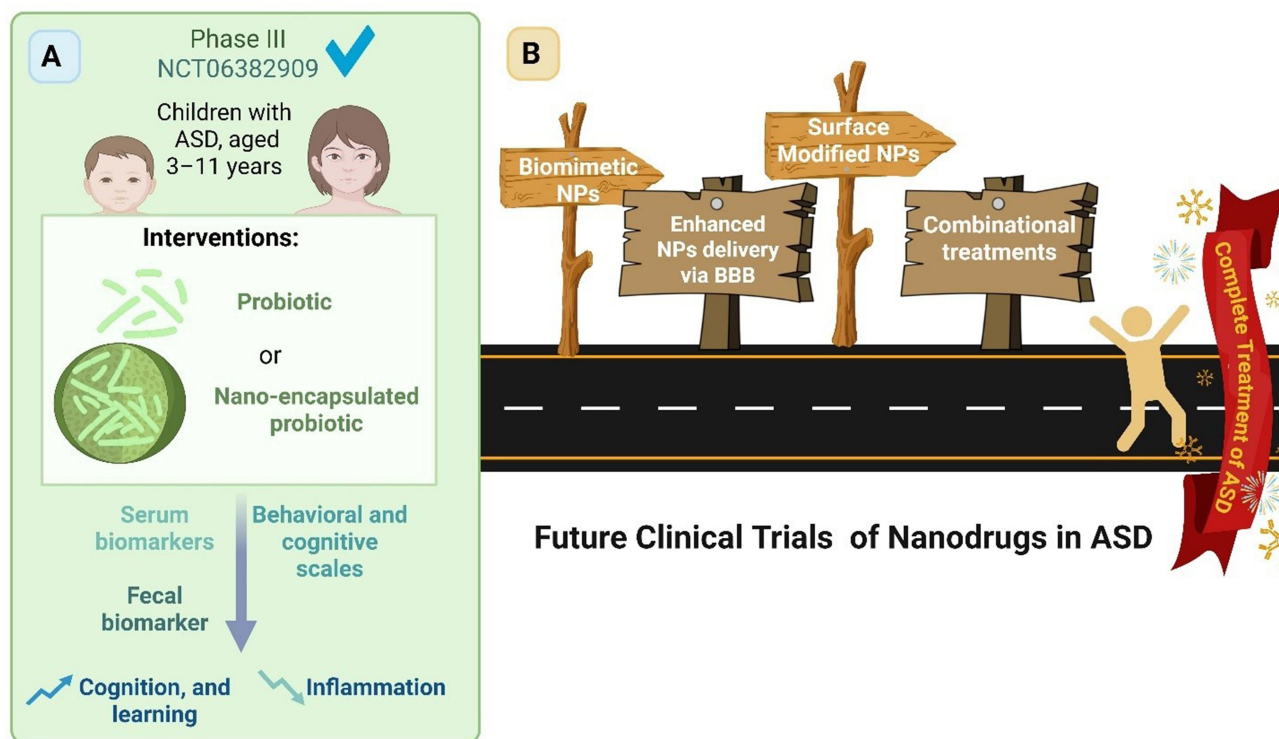 A
Phase III
NCT06382909
Children with
ASD, aged
3–11 years
Interventions:
Probiotic
or
Nano-encapsulated
probiotic
Serum
biomarkers
Behavioral and
cognitive
scales
Fecal
biomarker
Cognition, and
learning
Inflammation
B
Biomimetic
NPs
Enhanced
NPs delivery
via BBB
Surface
Modified NPs
Combinational
treatments
Complete Treatment of ASD
Future Clinical Trials of Nanodrugs in ASD